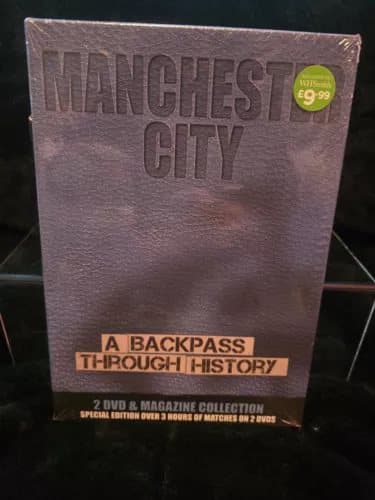 MANCHESTER
CITY
WHSmith
£9.99
A BACKPASS
THROUGH HISTORY
2 DVD & MAGAZINE COLLECTION
SPECIAL EDITION OVER 3 HOURS OF MATCHES ON 2 DVDS